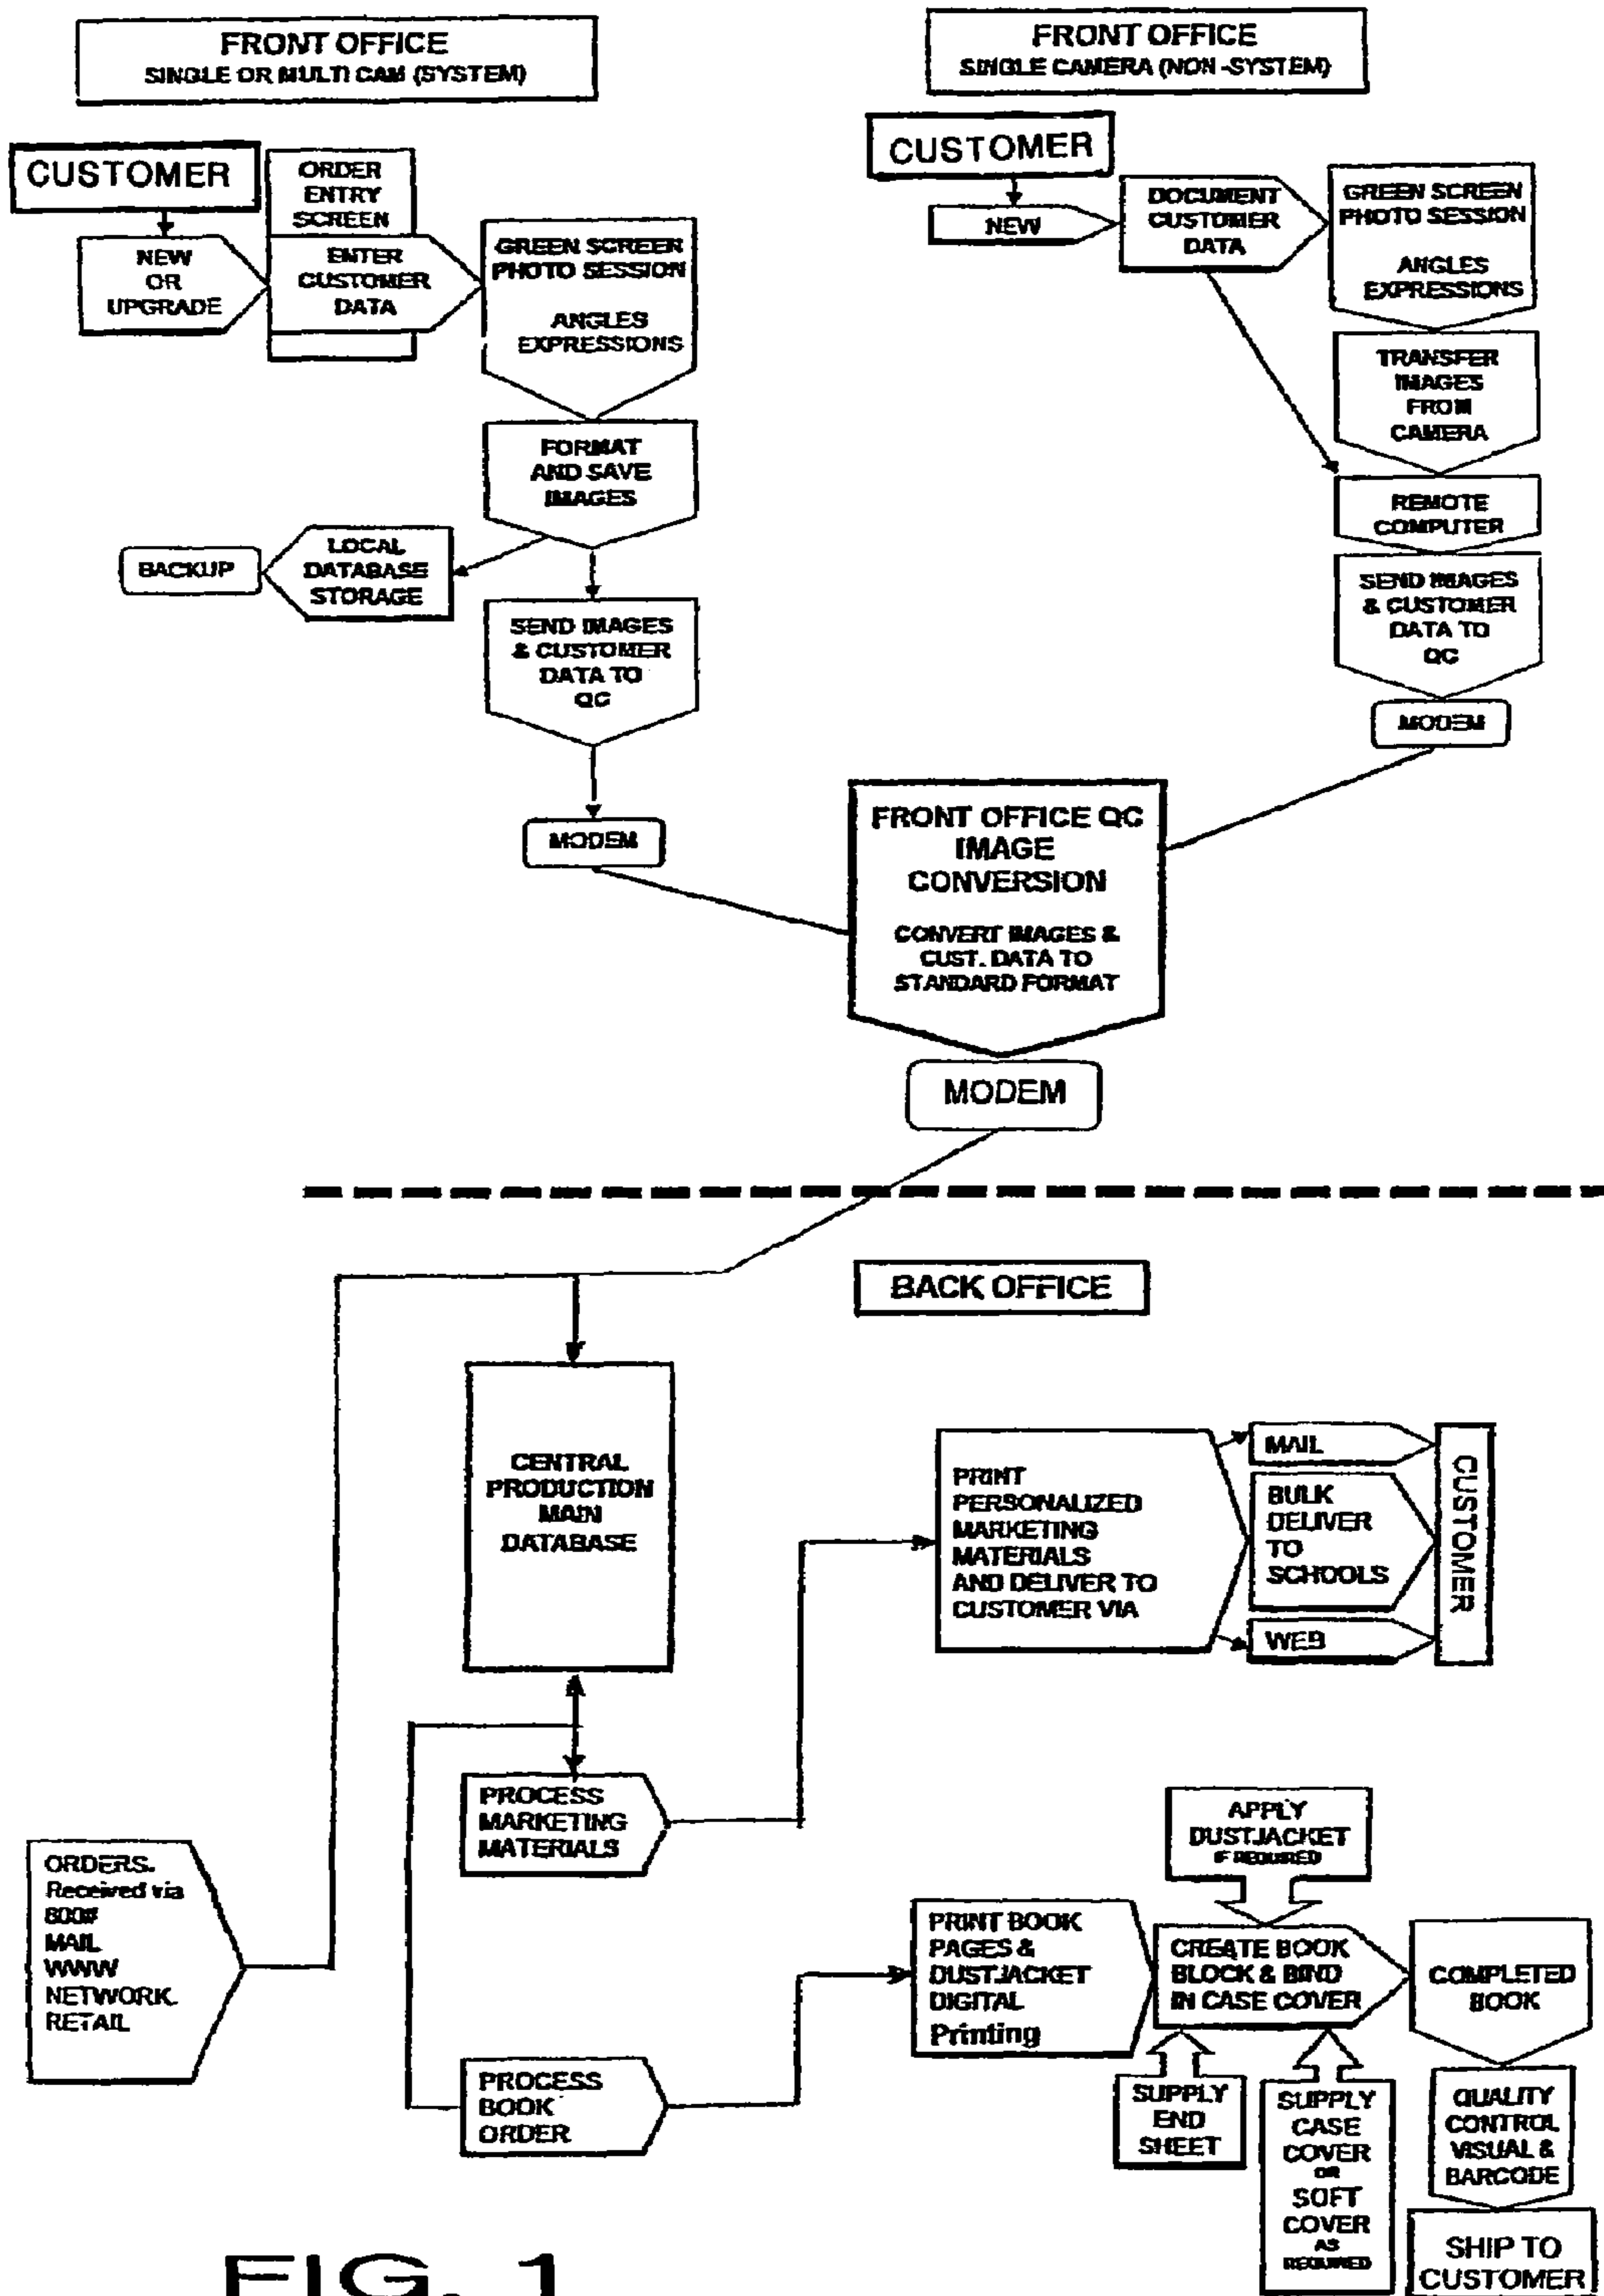 FRONT OFFICE
SINGLE OR MULTI CAM (SYSTEM)
CUSTOMER
NEW
OR
UPGRADE
ORDER
ENTRY
SCREEN
ENTER
CUSTOMER
DATA
GREEN SCREEN
PHOTO SESSION
ANGLES
EXPRESSIONS
FORMAT
AND SAVE
IMAGES
LOCAL
DATABASE
STORAGE
BACKUP
SEND IMAGES
& CUSTOMER
DATA TO
QC
MODEM
FRONT OFFICE
SINGLE CAMERA (NON-SYSTEM)
CUSTOMER
NEW
DOCUMENT
CUSTOMER
DATA
GREEN SCREEN
PHOTO SESSION
ANGLES
EXPRESSIONS
TRANSFER
IMAGES
FROM
CAMERA
REMOTE
COMPUTER
SEND IMAGES
& CUSTOMER
DATA TO
QC
MODEM
FRONT OFFICE QC
IMAGE
CONVERSION
CONVERT IMAGES &
CUST. DATA TO
STANDARD FORMAT
MODEM
BACK OFFICE
CENTRAL
PRODUCTION
MAIN
DATABASE
PRINT
PERSONALIZED
MARKETING
MATERIALS
AND DELIVER TO
CUSTOMER VIA
MAIL
BULK
DELIVER
TO
SCHOOLS
WEB
CUSTOMER
PROCESS
MARKETING
MATERIALS
ORDERS.
Received via
800#
MAIL
WWW
NETWORK.
RETAIL
PROCESS
BOOK
ORDER
PRINT BOOK
PAGES &
DUSTJACKET
DIGITAL
Printing
APPLY
DUSTJACKET
IF REQUIRED
CREATE BOOK
BLOCK & BIND
IN CASE COVER
SUPPLY
END
SHEET
SUPPLY
CASE
COVER
OR
SOFT
COVER
AS
REQUIRED
COMPLETED
BOOK
QUALITY
CONTROL
VISUAL &
BARCODE
SHIP TO
CUSTOMER
FIG. 1